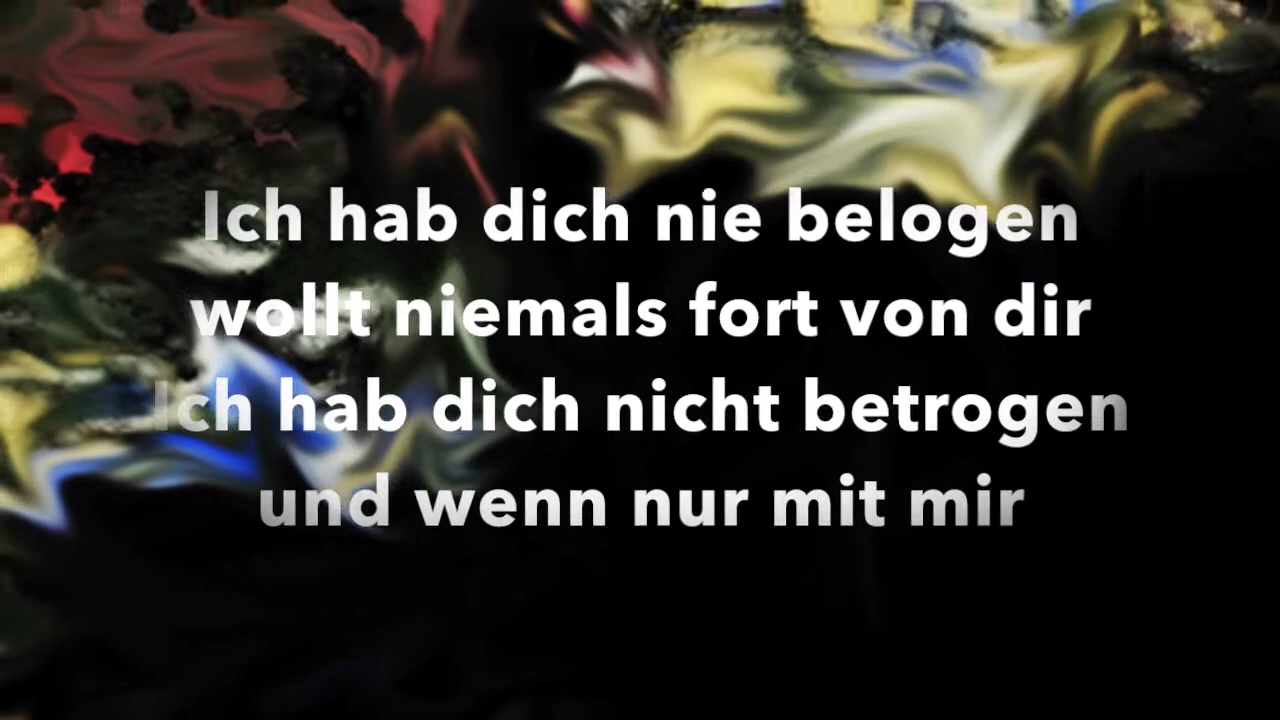 Ich hab dich nie belogen
wollt niemals fort von dir
Ich hab dich nicht betrogen
und wenn nur mit mir